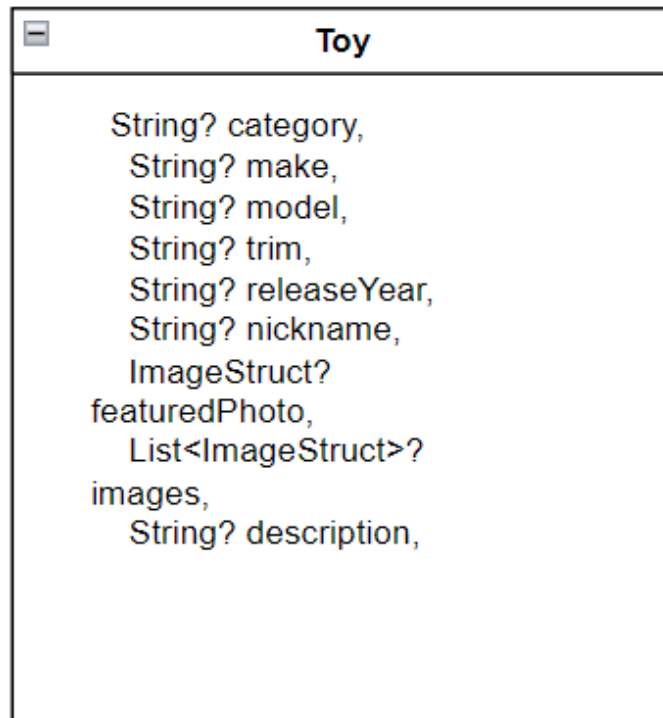 Toy
String? category,
String? make,
String? model,
String? trim,
String? releaseYear,
String? nickname,
ImageStruct?
featuredPhoto,
List<ImageStruct>?
images,
String? description,